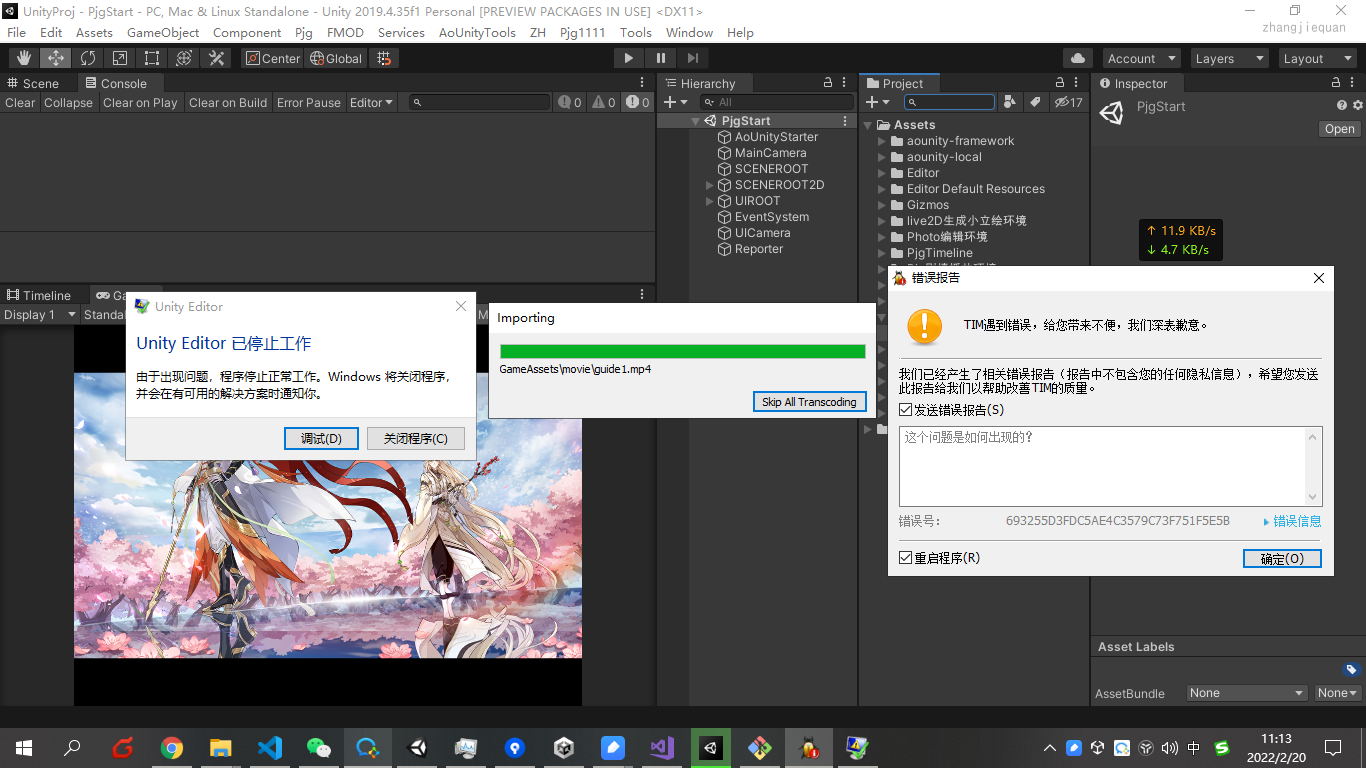 UnityProj - PjgStart - PC, Mac & Linux Standalone - Unity 2019.4.35f1 Personal [PREVIEW PACKAGES IN USE] <DX11>
zhangjiequan
File Edit Assets GameObject Component Pjg FMOD Services AoUnityTools ZH Pjg1111 Tools Window Help
Center Global Account Layers Layout
Scene Console
Clear Collapse Clear on Play Clear on Build Error Pause Editor 0 0 0
Hierarchy
All
PjgStart
AoUnityStarter
MainCamera
SCENEROOT
SCENEROOT2D
UIROOT
EventSystem
UICamera
Reporter
Project
17
Assets
aounity-framework
aounity-local
Editor
Editor Default Resources
Gizmos
live2D生成小立绘环境
Photo编辑环境
PjgTimeline
Inspector
PjgStart
Open
↑ 11.9 KB/s
↓ 4.7 KB/s
Timeline
Display 1 Standal
Unity Editor
Unity Editor 已停止工作
由于出现问题，程序停止正常工作。Windows 将关闭程序，
并会在有可用的解决方案时通知你。
调试(D) 关闭程序(C)
Importing
GameAssets\movie\guide1.mp4
Skip All Transcoding
错误报告
TIM遇到错误，给您带来不便，我们深表歉意。
我们已经产生了相关错误报告（报告中不包含您的任何隐私信息），希望您发送
此报告给我们以帮助改善TIM的质量。
发送错误报告(S)
这个问题是如何出现的？
错误号： 693255D3FDC5AE4C3579C73F751F5E5B 错误信息
重启程序(R) 确定(O)
Asset Labels
AssetBundle None None
中
11:13
2022/2/20